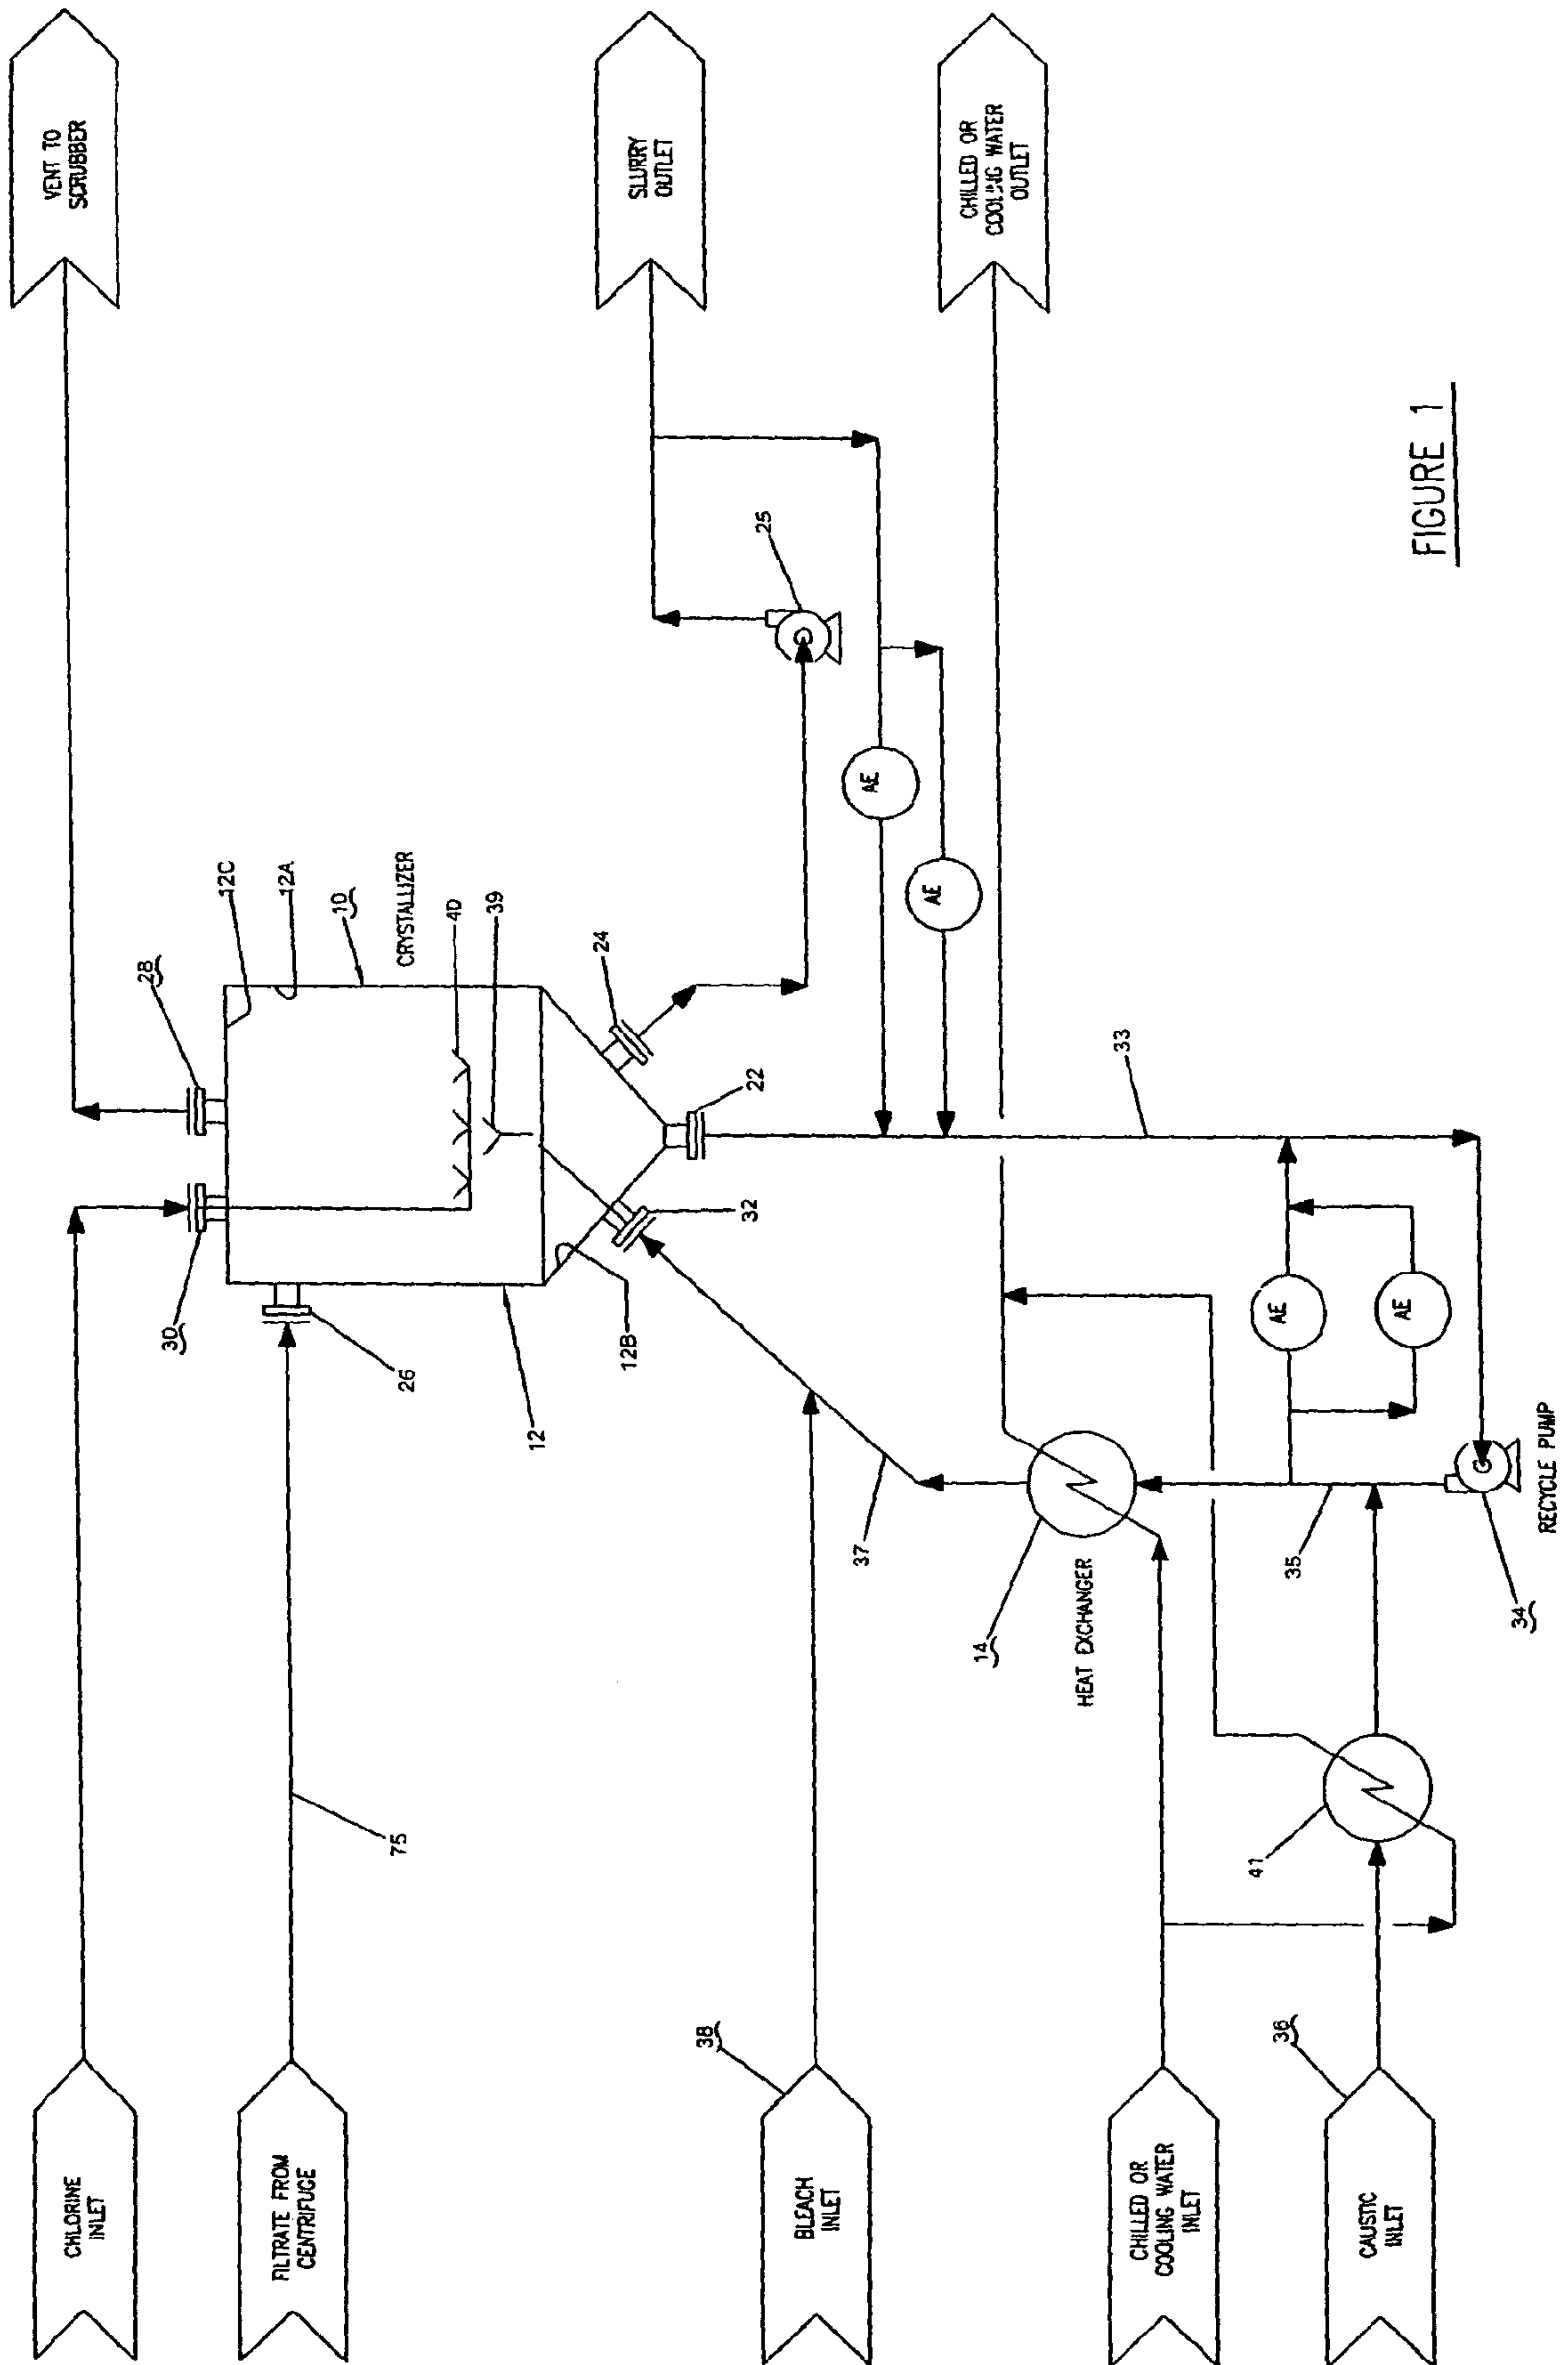 CHLORINE
INLET
FILTRATE FROM
CENTRIFUGE
BLEACH
INLET
38
CHILLED OR
COOLING WATER
INLET
CAUSTIC
INLET
36
VENT TO
SCRUBBER
SLURRY
OUTLET
CHILLED OR
COOLING WATER
OUTLET
75
30
28
12C
12A
10
CRYSTALLIZER
40
39
24
22
32
26
12
12B
25
AE
AE
33
37
14
HEAT EXCHANGER
35
AE
AE
41
34
RECYCLE PUMP
FIGURE 1